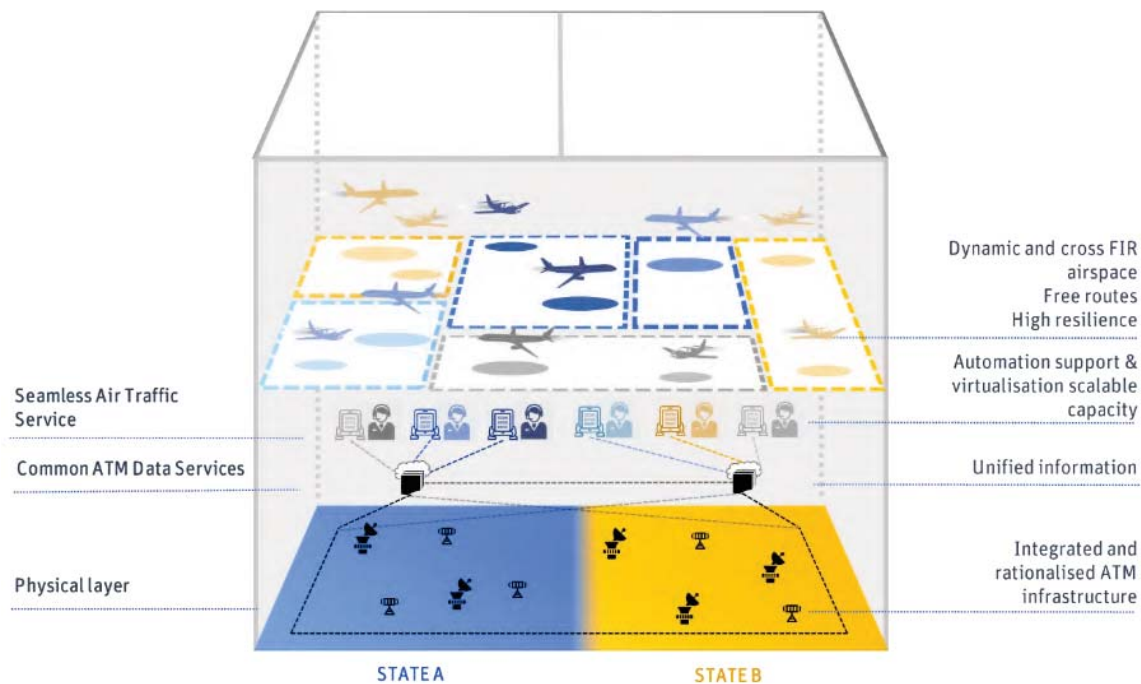 Dynamic and cross FIR
airspace
Free routes
High resilience
Seamless Air Traffic
Service
Automation support &
virtualisation scalable
capacity
Common ATM Data Services
Unified information
Physical layer
Integrated and
rationalised ATM
infrastructure
STATE A
STATE B